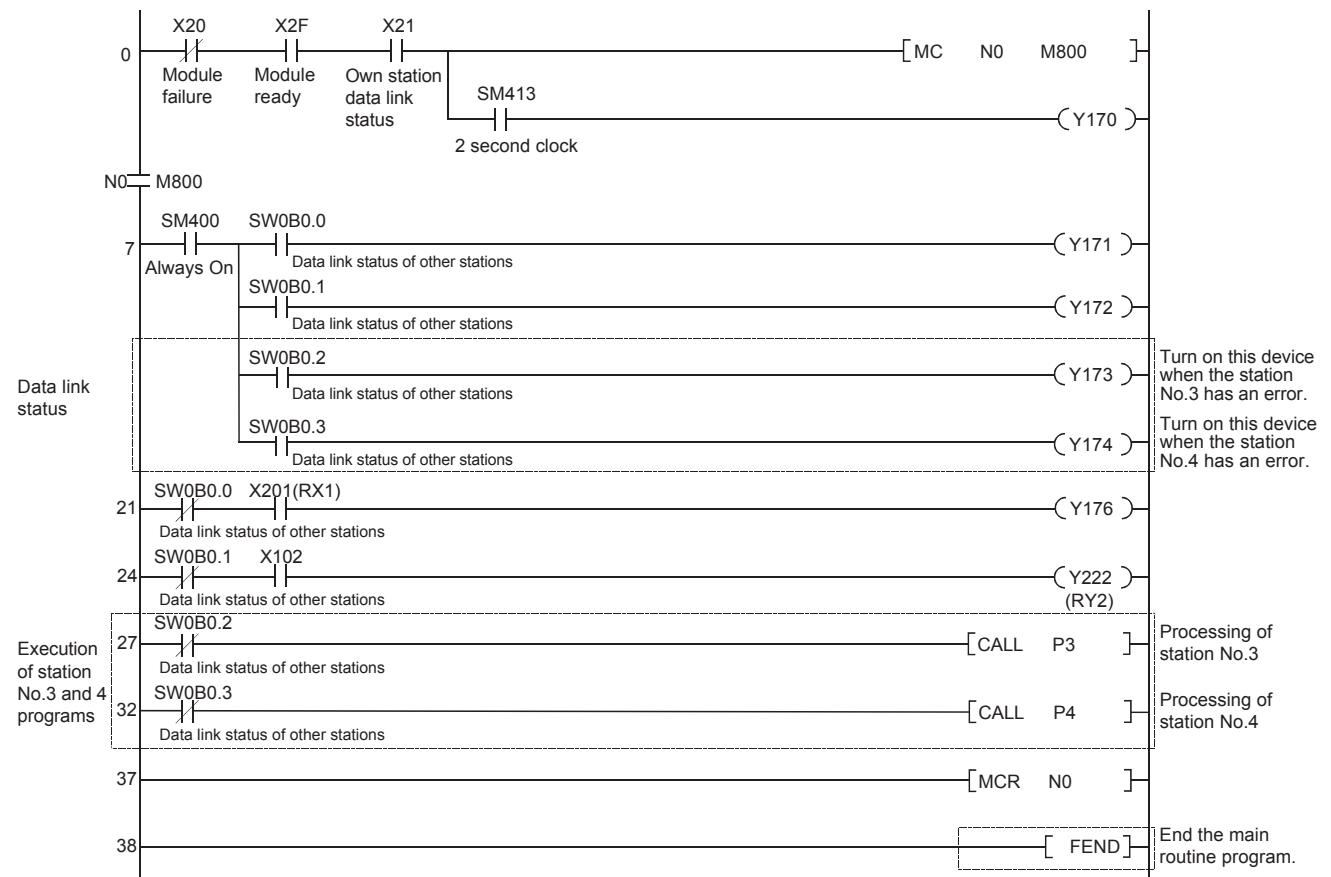 X20 X2F X21
0 MC N0 M800
Module failure
Module ready
Own station data link status
SM413
Y170
2 second clock
N0 M800
SM400 SW0B0.0
7 Y171
Always On
Data link status of other stations
SW0B0.1
Y172
Data link status of other stations
Data link status
SW0B0.2
Y173
Data link status of other stations
Turn on this device when the station No.3 has an error.
SW0B0.3
Y174
Data link status of other stations
Turn on this device when the station No.4 has an error.
SW0B0.0 X201(RX1)
21 Y176
Data link status of other stations
SW0B0.1 X102
24 Y222
(RY2)
Data link status of other stations
Execution of station No.3 and 4 programs
SW0B0.2
27 CALL P3
Data link status of other stations
Processing of station No.3
SW0B0.3
32 CALL P4
Data link status of other stations
Processing of station No.4
37 MCR N0
38 FEND
End the main routine program.